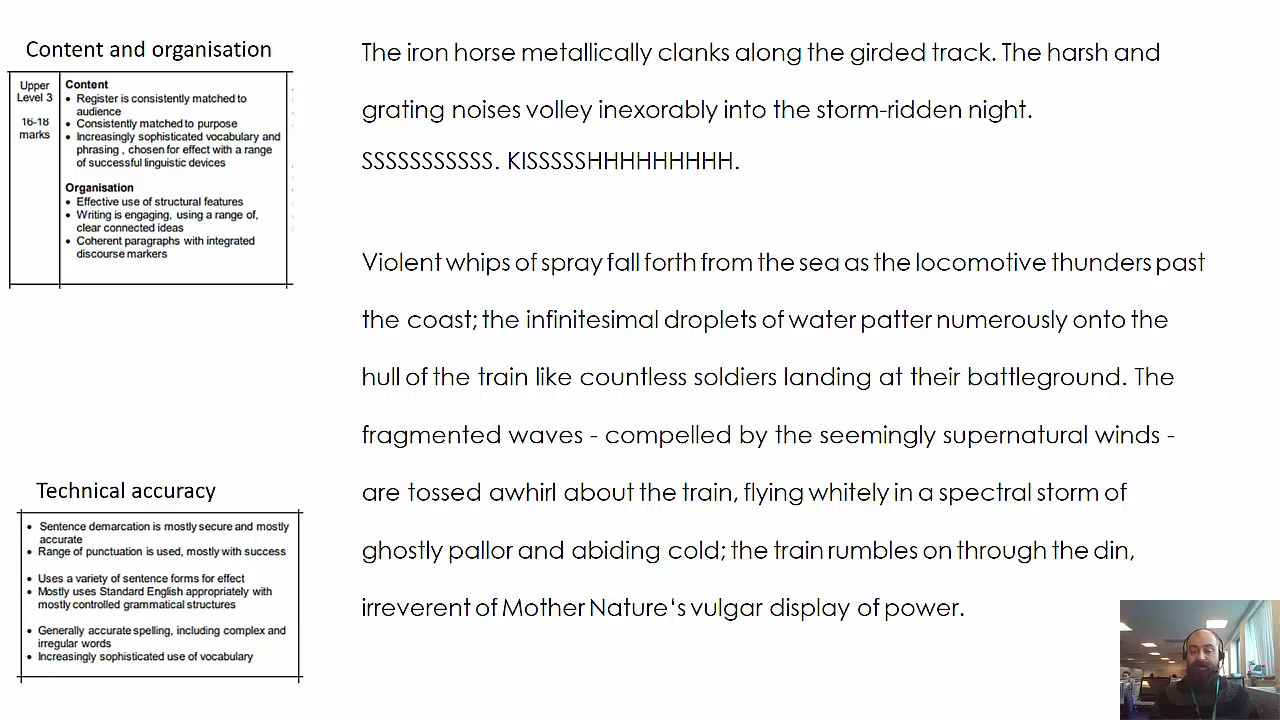 Content and organisation
Upper
Level 3
16-18
marks
Content
• Register is consistently matched to
audience
• Consistently matched to purpose
• Increasingly sophisticated vocabulary and
phrasing , chosen for effect with a range
of successful linguistic devices
Organisation
• Effective use of structural features
• Writing is engaging, using a range of,
clear connected ideas
• Coherent paragraphs with integrated
discourse markers
Technical accuracy
• Sentence demarcation is mostly secure and mostly
accurate
• Range of punctuation is used, mostly with success
• Uses a variety of sentence forms for effect
• Mostly uses Standard English appropriately with
mostly controlled grammatical structures
• Generally accurate spelling, including complex and
irregular words
• Increasingly sophisticated use of vocabulary
The iron horse metallically clanks along the girded track. The harsh and
grating noises volley inexorably into the storm-ridden night.
SSSSSSSSSSS. KISSSSSHHHHHHHHH.
Violent whips of spray fall forth from the sea as the locomotive thunders past
the coast; the infinitesimal droplets of water patter numerously onto the
hull of the train like countless soldiers landing at their battleground. The
fragmented waves - compelled by the seemingly supernatural winds -
are tossed awhirl about the train, flying whitely in a spectral storm of
ghostly pallor and abiding cold; the train rumbles on through the din,
irreverent of Mother Nature‘s vulgar display of power.